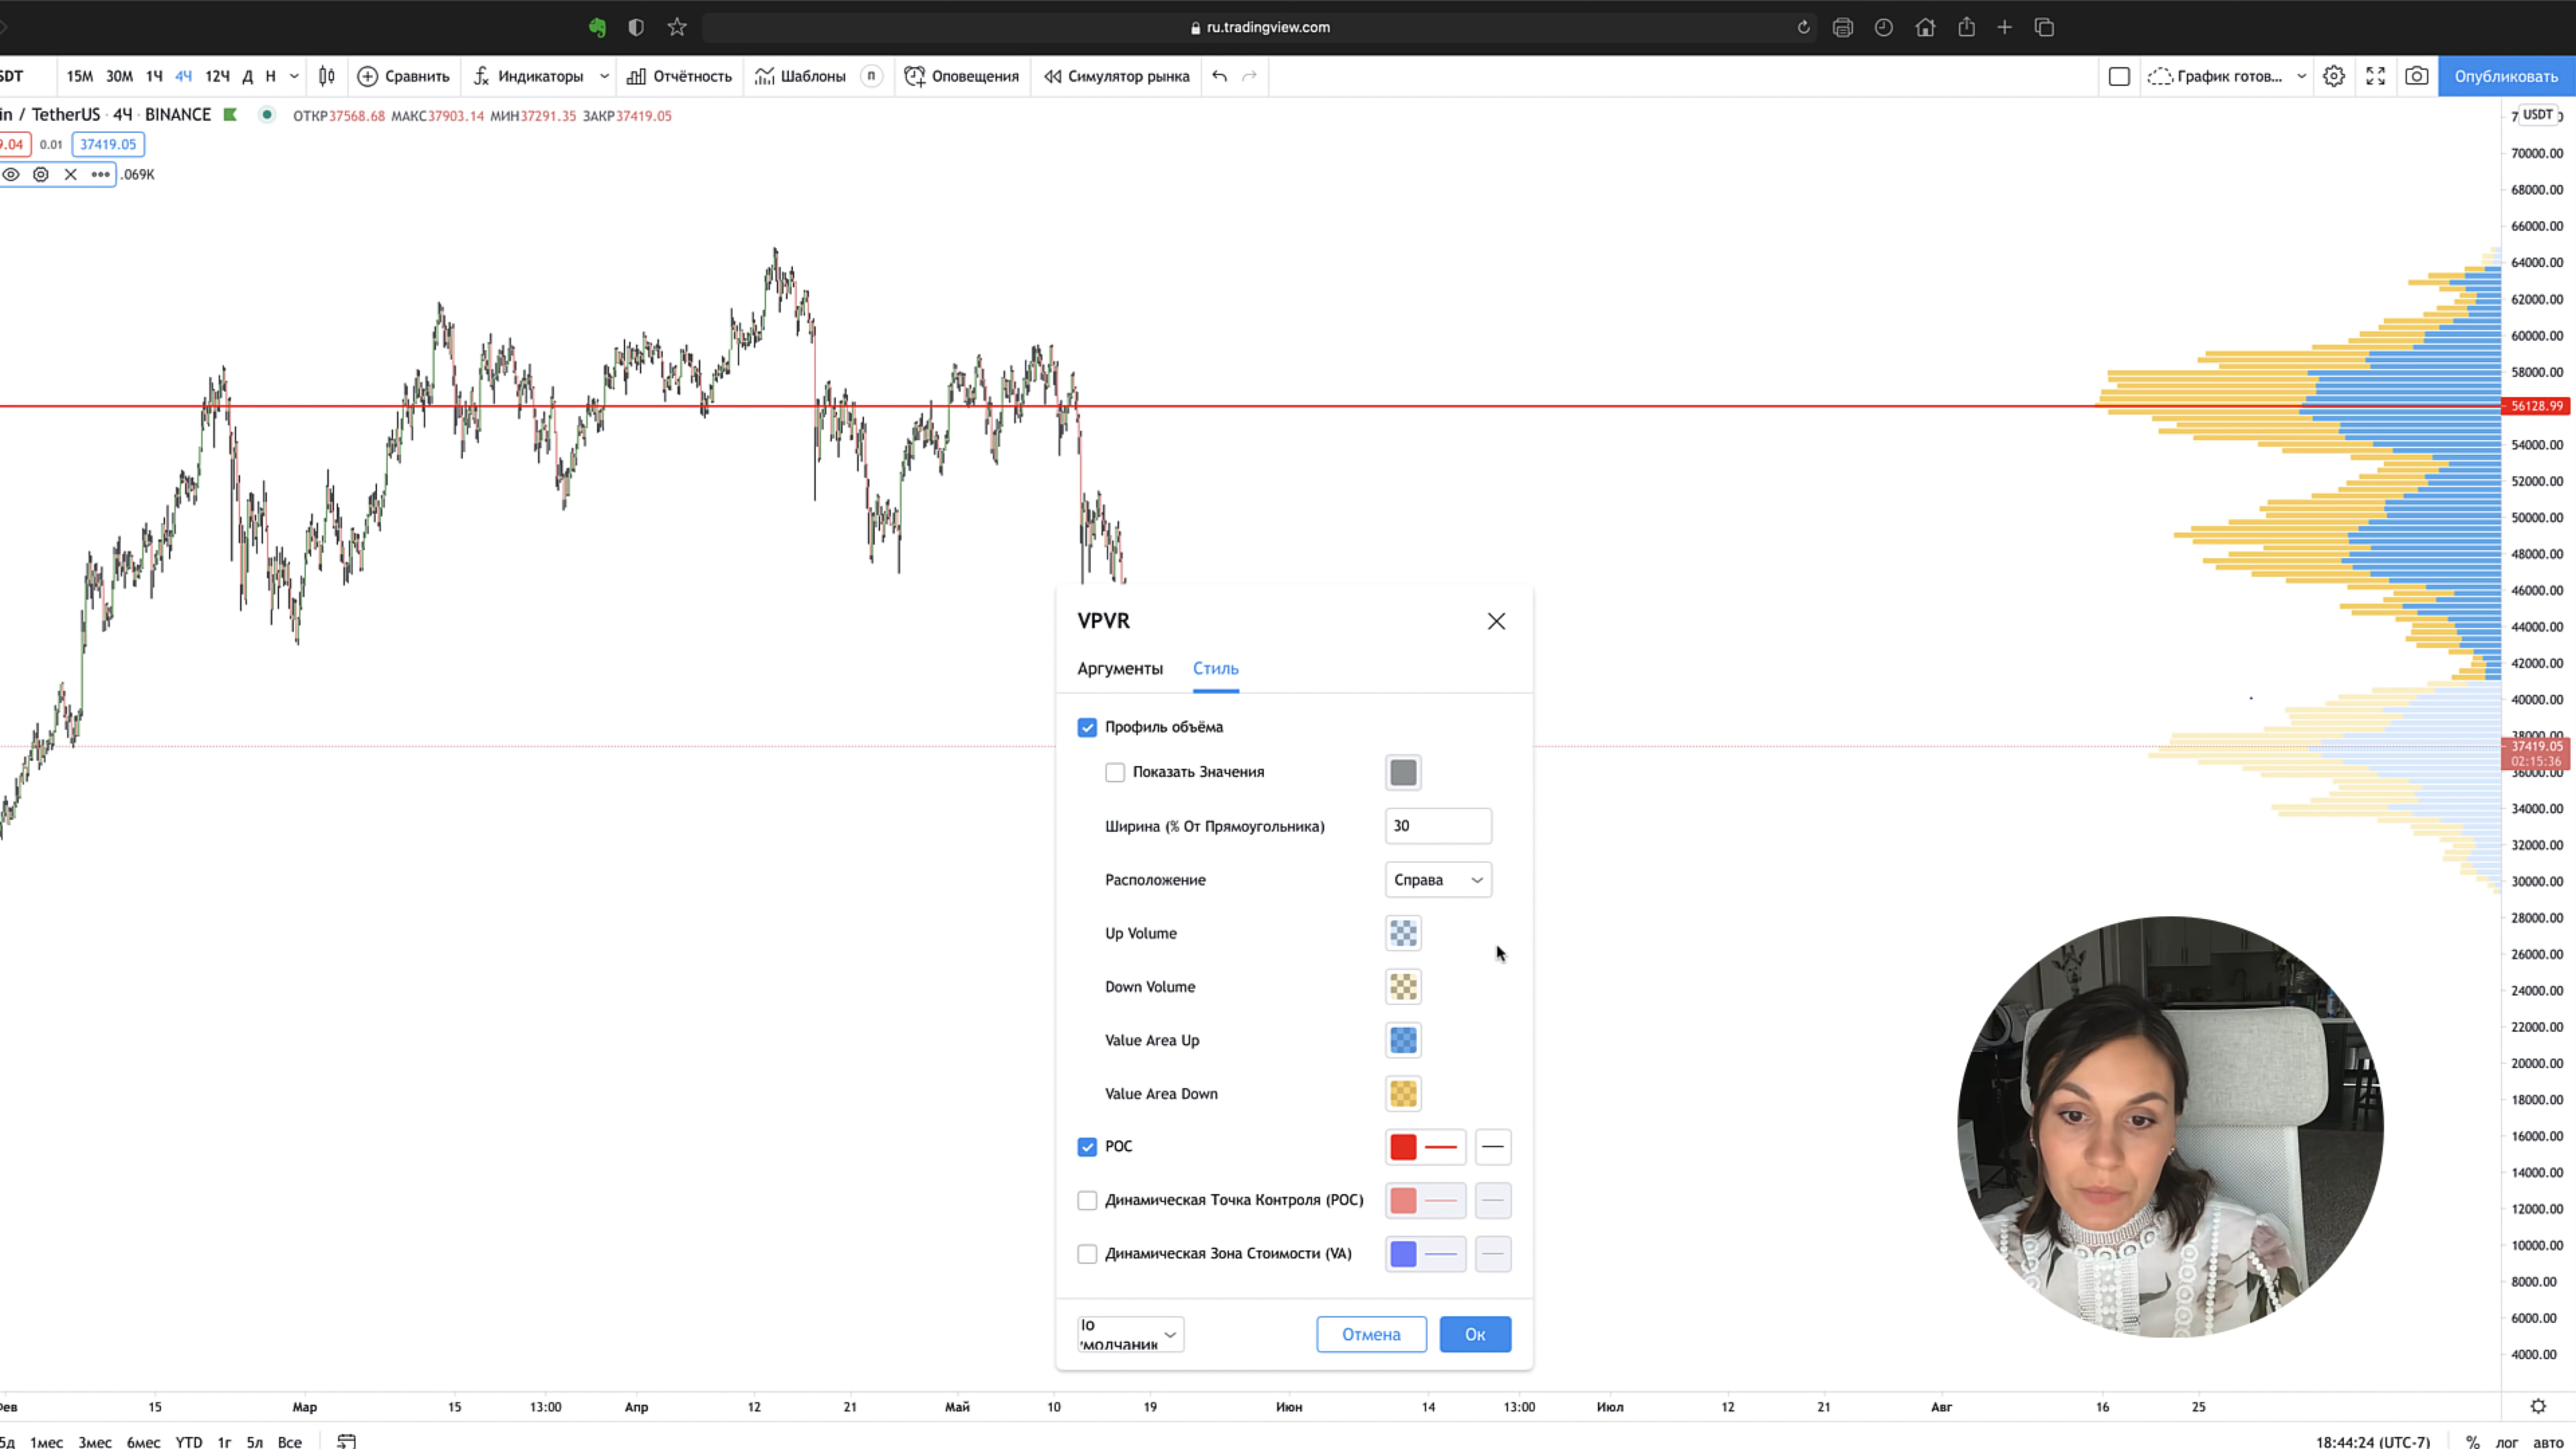 ru.tradingview.com
SDT 15М 30М 1Ч 4Ч 12Ч Д Н Сравнить Индикаторы Отчётность Шаблоны П Оповещения Симулятор рынка График готов... Опубликовать
in / TetherUS · 4Ч · BINANCE ОТКР37568.68 МАКС37903.14 МИН37291.35 ЗАКР37419.05
9.04 0.01 37419.05
.069K
USDT
70000.00
68000.00
66000.00
64000.00
62000.00
60000.00
58000.00
56128.99
54000.00
52000.00
50000.00
48000.00
46000.00
44000.00
42000.00
40000.00
38000.00
37419.05
02:15:36
36000.00
34000.00
32000.00
30000.00
28000.00
26000.00
24000.00
22000.00
20000.00
18000.00
16000.00
14000.00
12000.00
10000.00
8000.00
6000.00
4000.00
VPVR
Аргументы Стиль
Профиль объёма
Показать Значения
Ширина (% От Прямоугольника) 30
Расположение Справа
Up Volume
Down Volume
Value Area Up
Value Area Down
POC
Динамическая Точка Контроля (POC)
Динамическая Зона Стоимости (VA)
Отмена Ок
15 Мар 15 13:00 Апр 12 21 Май 10 19 Июн 14 13:00 Июл 12 21 Авг 16 25
5д 1мес 3мес 6мес YTD 1г 5л Все 18:44:24 (UTC-7) % лог авто